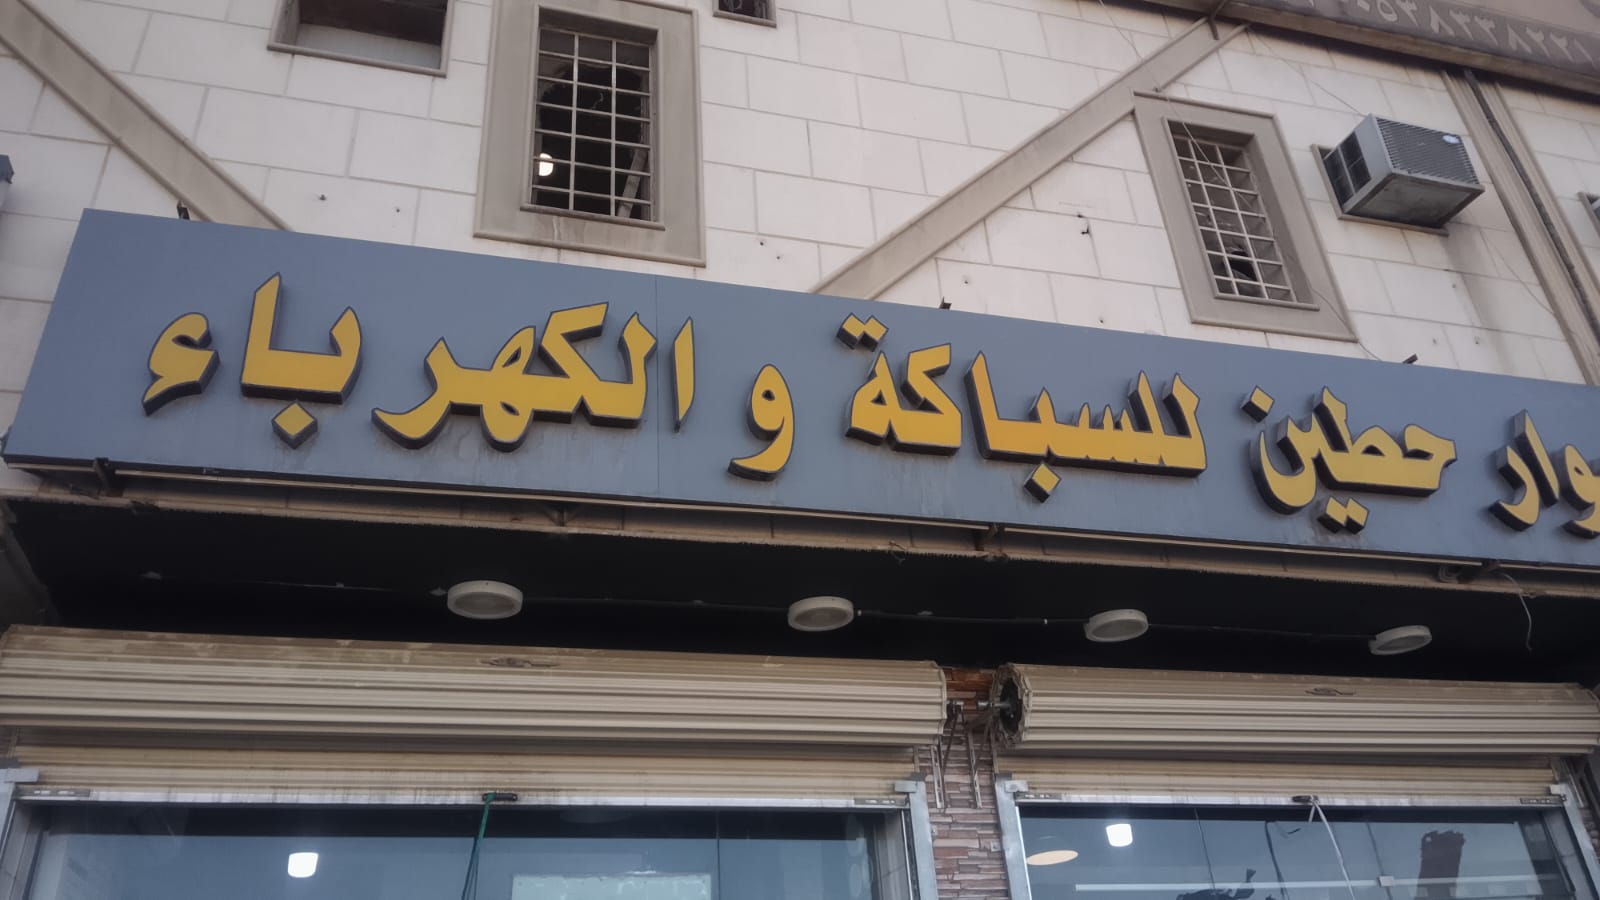 حطين للسباكة و الكهرباء